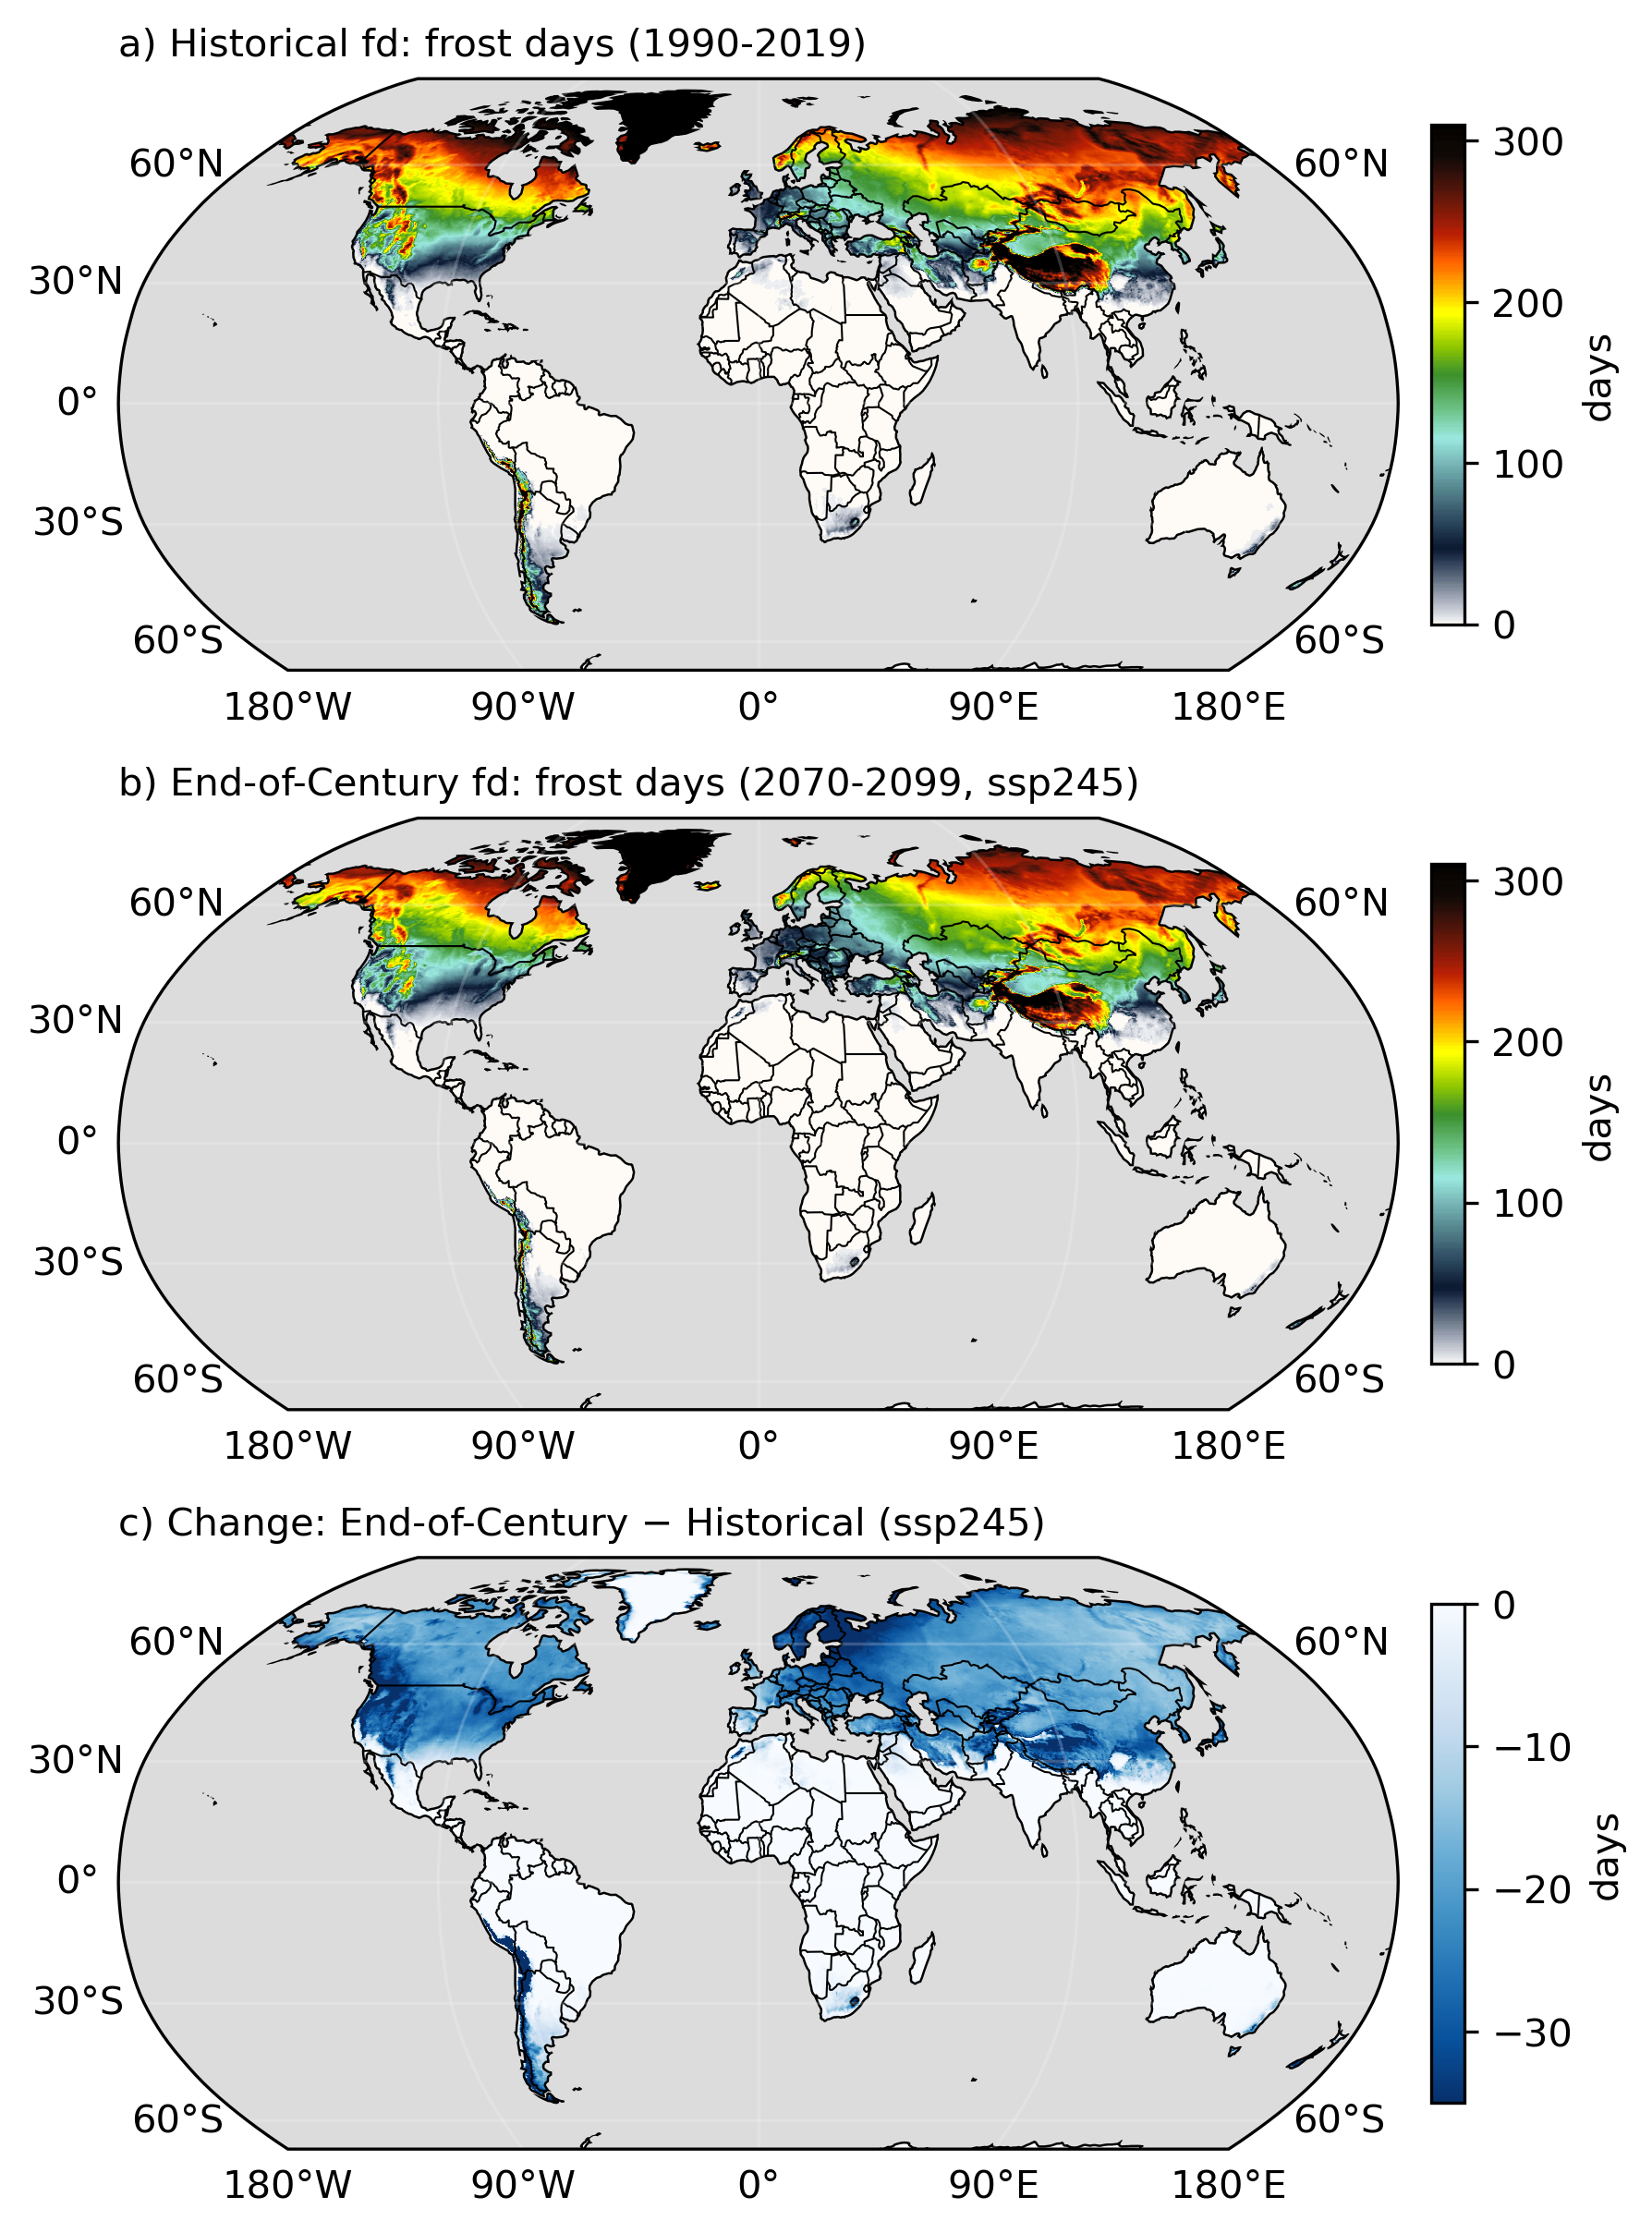 a) Historical fd: frost days (1990-2019)
60°N
60°N
30°N
0°
30°S
60°S
60°S
180°W 90°W 0° 90°E 180°E
300
200
100
0
days
b) End-of-Century fd: frost days (2070-2099, ssp245)
60°N
60°N
30°N
0°
30°S
60°S
60°S
180°W 90°W 0° 90°E 180°E
300
200
100
0
days
c) Change: End-of-Century − Historical (ssp245)
60°N
60°N
30°N
0°
30°S
60°S
60°S
180°W 90°W 0° 90°E 180°E
0
−10
−20
−30
days